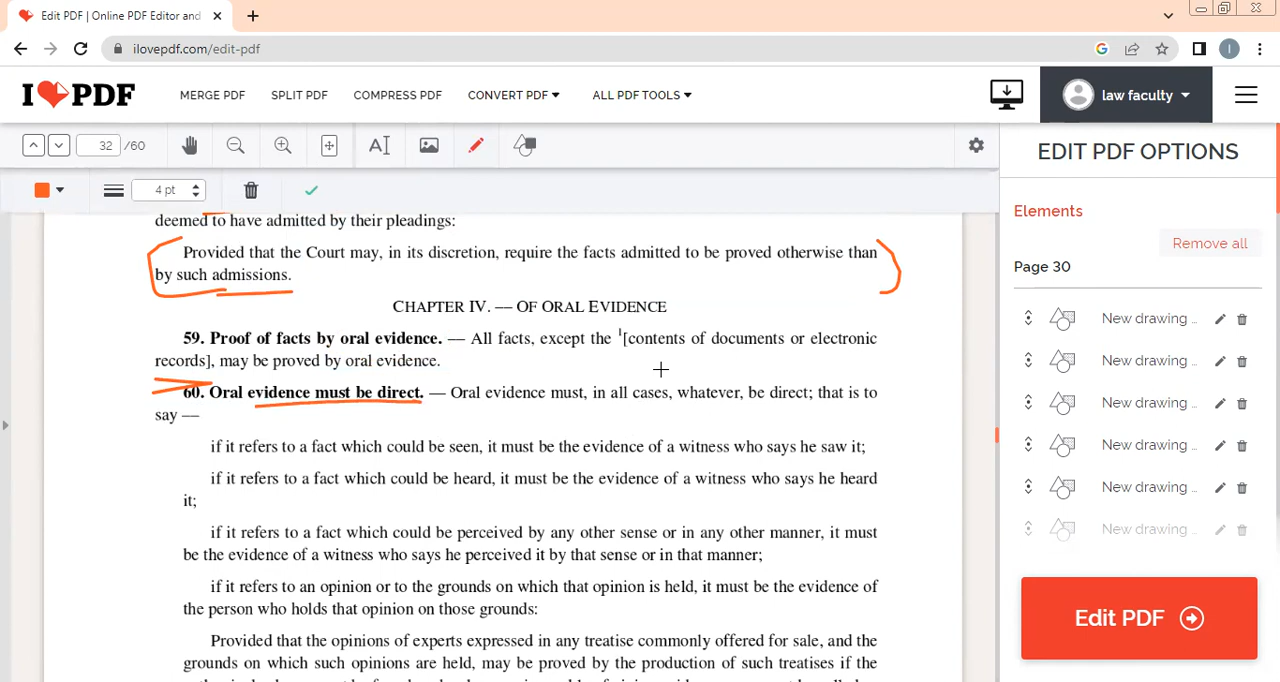 Edit PDF | Online PDF Editor and
ilovepdf.com/edit-pdf
I
I PDF
MERGE PDF
SPLIT PDF
COMPRESS PDF
CONVERT PDF
ALL PDF TOOLS
law faculty
32 /60
4 pt
EDIT PDF OPTIONS
Elements
Remove all
Page 30
New drawing ...
New drawing ...
New drawing ...
New drawing ...
New drawing ...
New drawing ...
Edit PDF
deemed to have admitted by their pleadings:
Provided that the Court may, in its discretion, require the facts admitted to be proved otherwise than
by such admissions.
CHAPTER IV. –– OF ORAL EVIDENCE
59. Proof of facts by oral evidence. –– All facts, except the 1[contents of documents or electronic
records], may be proved by oral evidence.
60. Oral evidence must be direct. –– Oral evidence must, in all cases, whatever, be direct; that is to
say ––
if it refers to a fact which could be seen, it must be the evidence of a witness who says he saw it;
if it refers to a fact which could be heard, it must be the evidence of a witness who says he heard
it;
if it refers to a fact which could be perceived by any other sense or in any other manner, it must
be the evidence of a witness who says he perceived it by that sense or in that manner;
if it refers to an opinion or to the grounds on which that opinion is held, it must be the evidence of
the person who holds that opinion on those grounds:
Provided that the opinions of experts expressed in any treatise commonly offered for sale, and the
grounds on which such opinions are held, may be proved by the production of such treatises if the